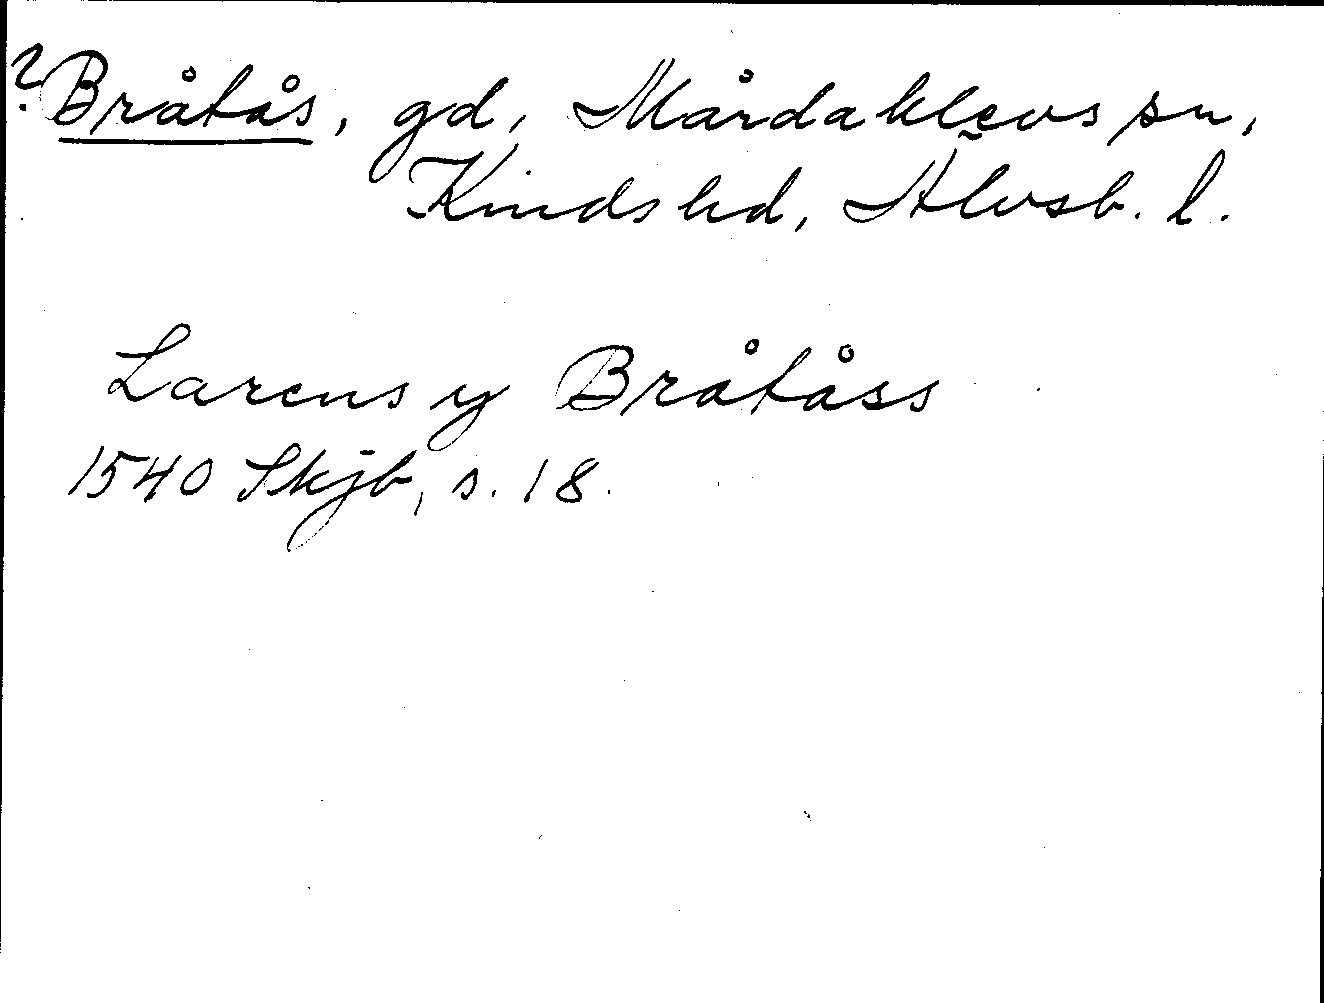 ? Bråtås, gd, Mårdaklevs sn,
Kinds hd, Älvsb. l.
Larens y Bråtåss
1540 Skjb, s. 18.